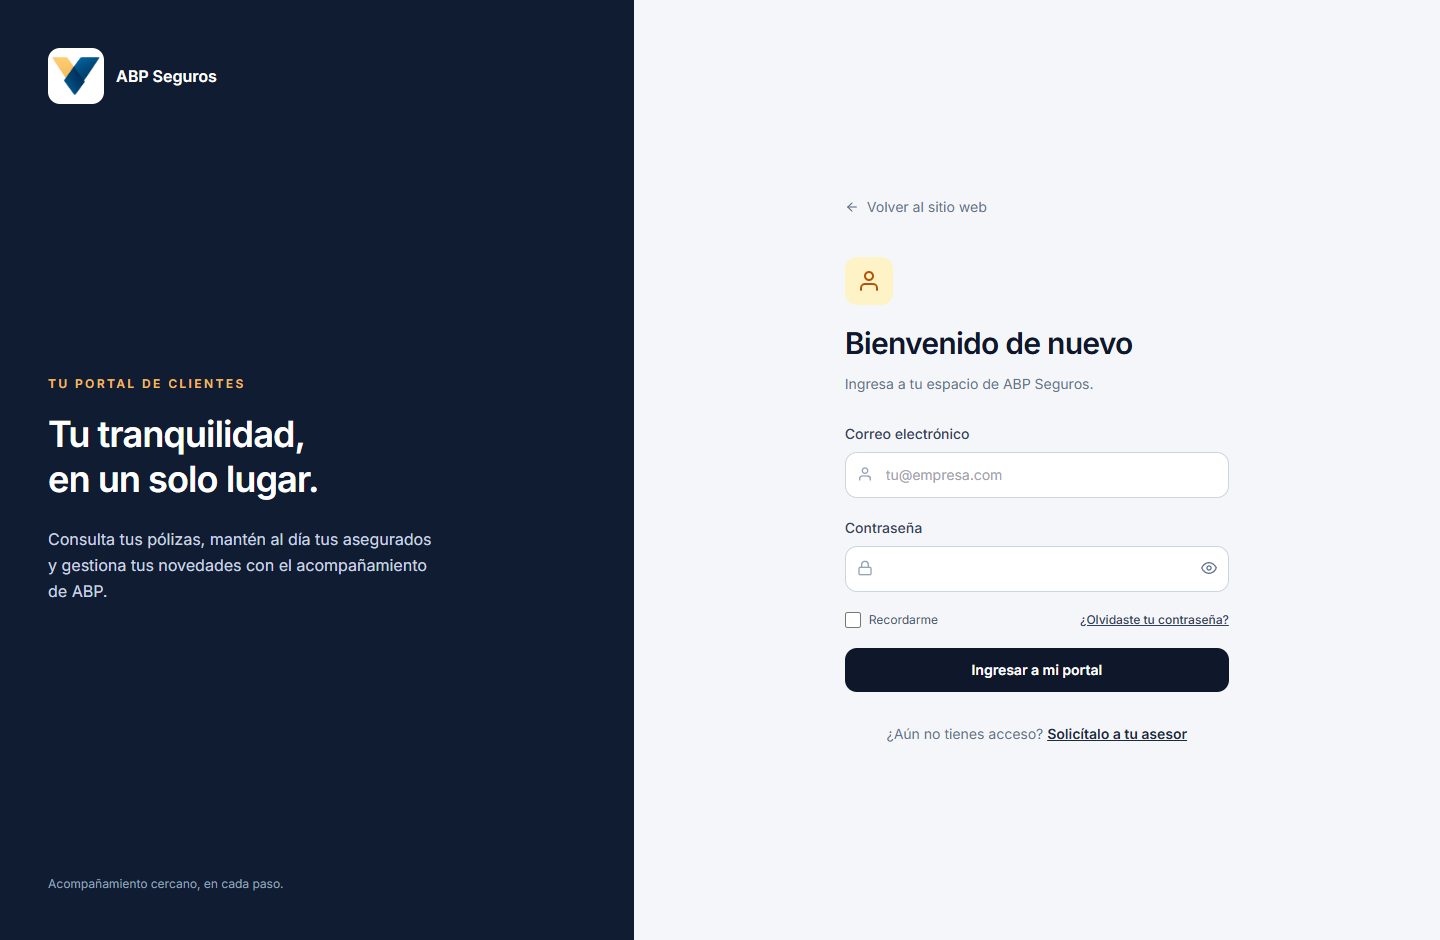 ABP Seguros
TU PORTAL DE CLIENTES
Tu tranquilidad,
en un solo lugar.
Consulta tus pólizas, mantén al día tus asegurados
y gestiona tus novedades con el acompañamiento
de ABP.
Acompañamiento cercano, en cada paso.
Volver al sitio web
Bienvenido de nuevo
Ingresa a tu espacio de ABP Seguros.
Correo electrónico
tu@empresa.com
Contraseña
Recordarme
¿Olvidaste tu contraseña?
Ingresar a mi portal
¿Aún no tienes acceso? Solicítalo a tu asesor